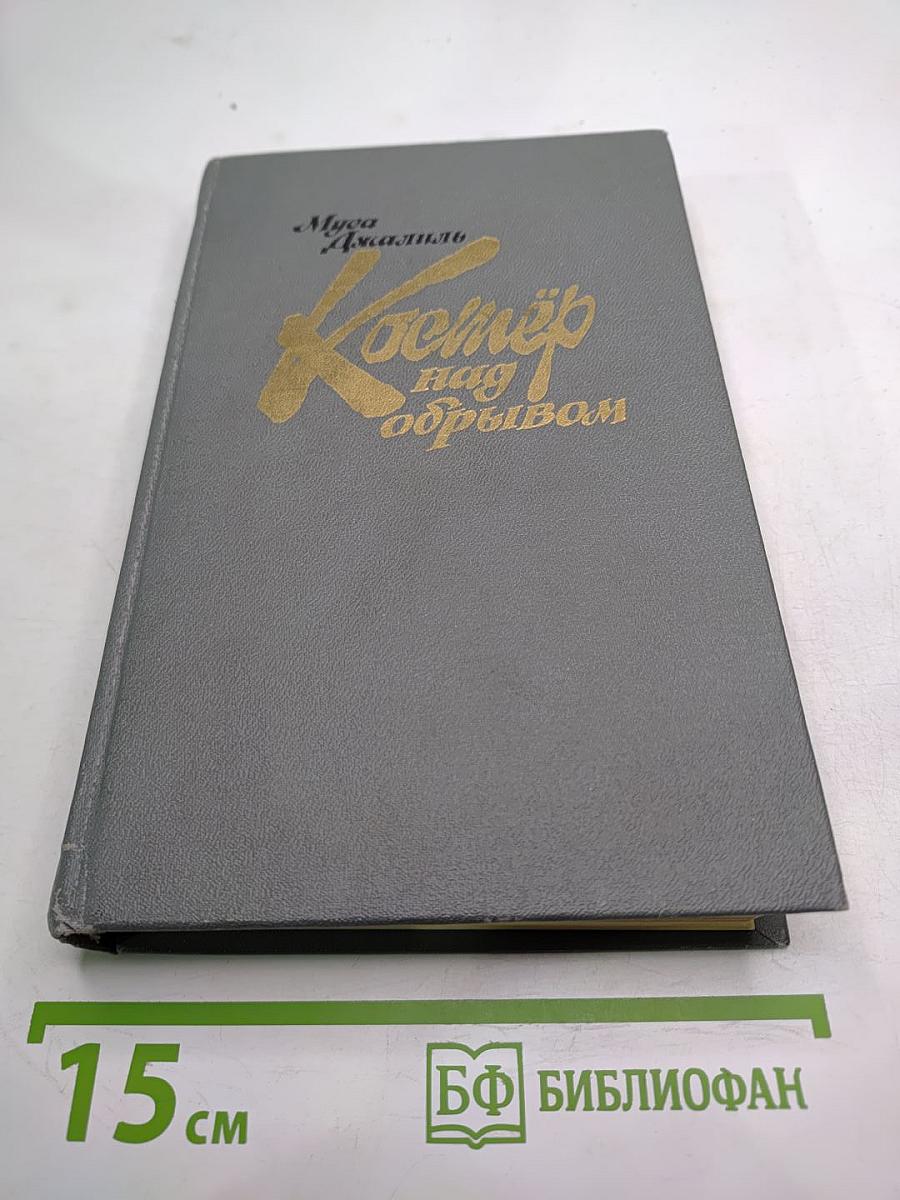 Муса
Джалиль
Костёр
над
обрывом
15 см
БФ БИБЛИОФАН